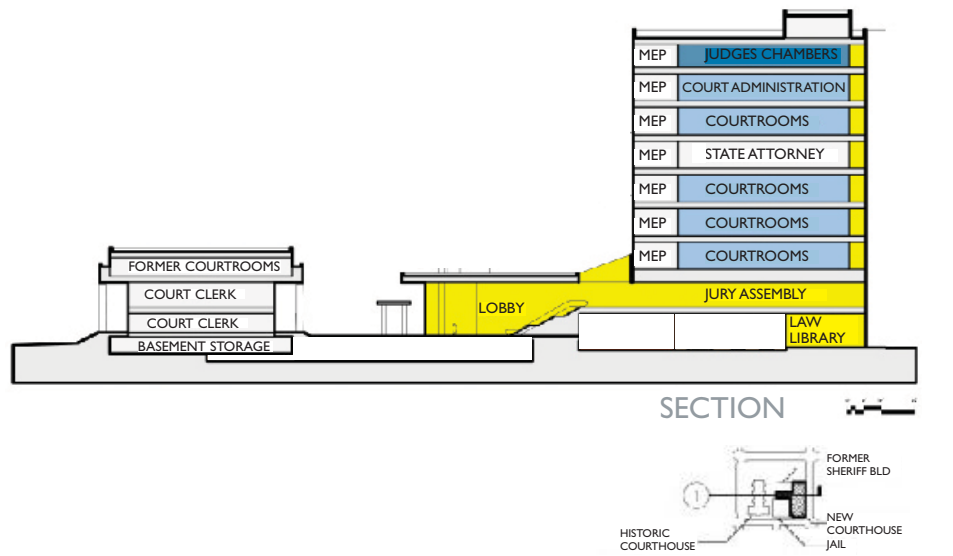 MEP JUDGES CHAMBERS
MEP COURT ADMINISTRATION
MEP COURTROOMS
MEP STATE ATTORNEY
MEP COURTROOMS
MEP COURTROOMS
MEP COURTROOMS
FORMER COURTROOMS
COURT CLERK
COURT CLERK
BASEMENT STORAGE
LOBBY
JURY ASSEMBLY
LAW
LIBRARY
SECTION
FORMER
SHERIFF BLD
1
NEW
COURTHOUSE
JAIL
HISTORIC
COURTHOUSE